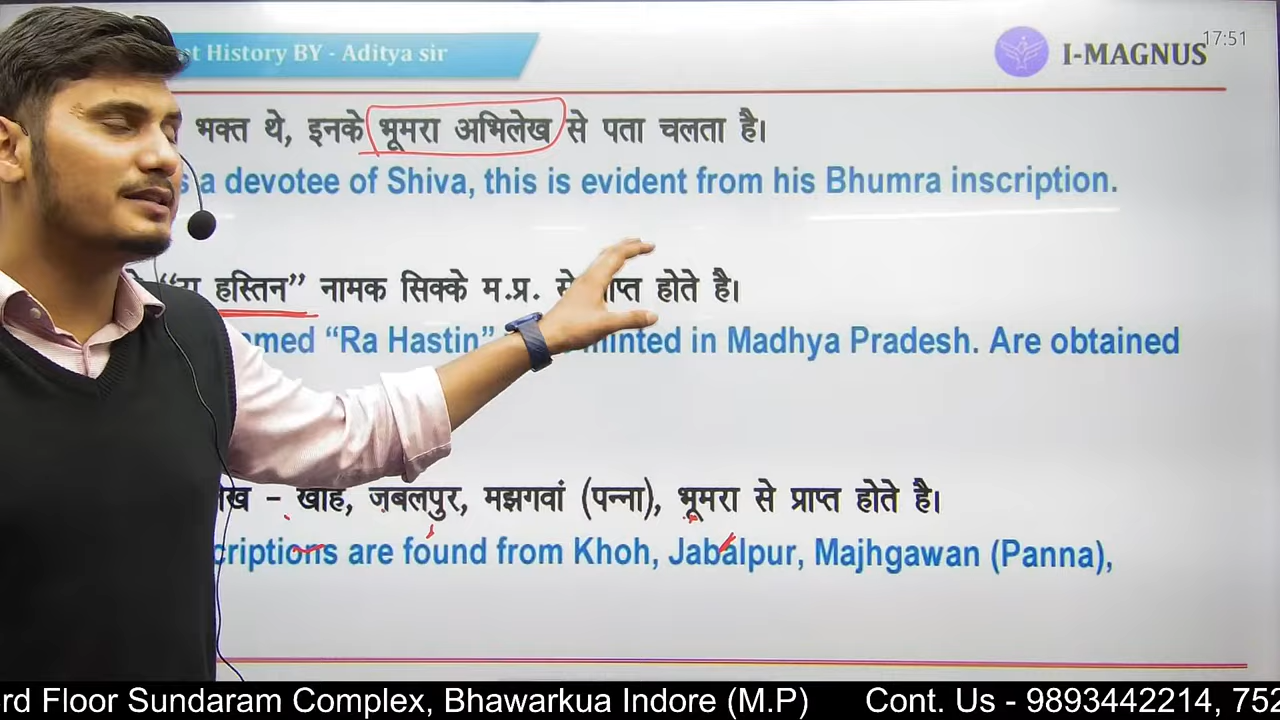 t History BY - Aditya sir
I-MAGNUS
17:51
भक्त थे, इनके भूमरा अभिलेख से पता चलता है।
s a devotee of Shiva, this is evident from his Bhumra inscription.
हस्तिन” नामक सिक्के म.प्र. से होते है।
med “Ra Hastin” minted in Madhya Pradesh. Are obtained
ख – खोह, जबलपुर, मझगवां (पन्ना), भूमरा से प्राप्त होते है।
criptions are found from Khoh, Jabalpur, Majhgawan (Panna),
rd Floor Sundaram Complex, Bhawarkua Indore (M.P) Cont. Us - 9893442214, 752